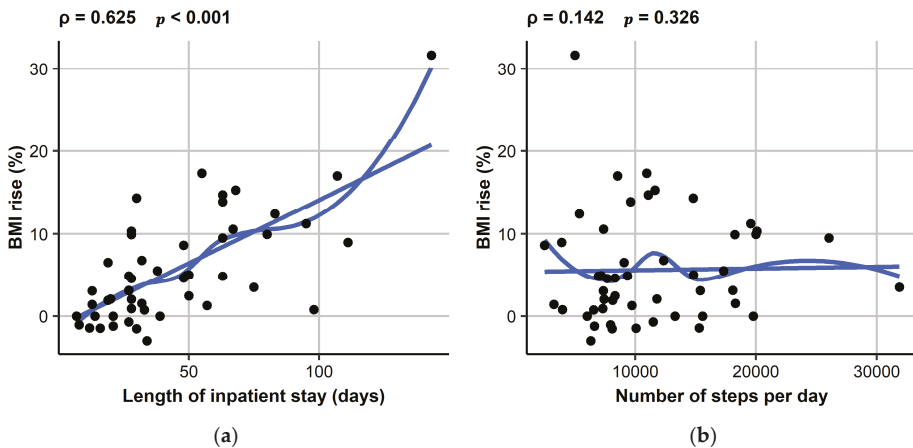 ρ = 0.625 p < 0.001
BMI rise (%)
30
20
10
0
50 100
Length of inpatient stay (days)
(a)
ρ = 0.142 p = 0.326
BMI rise (%)
30
20
10
0
10000 20000 30000
Number of steps per day
(b)